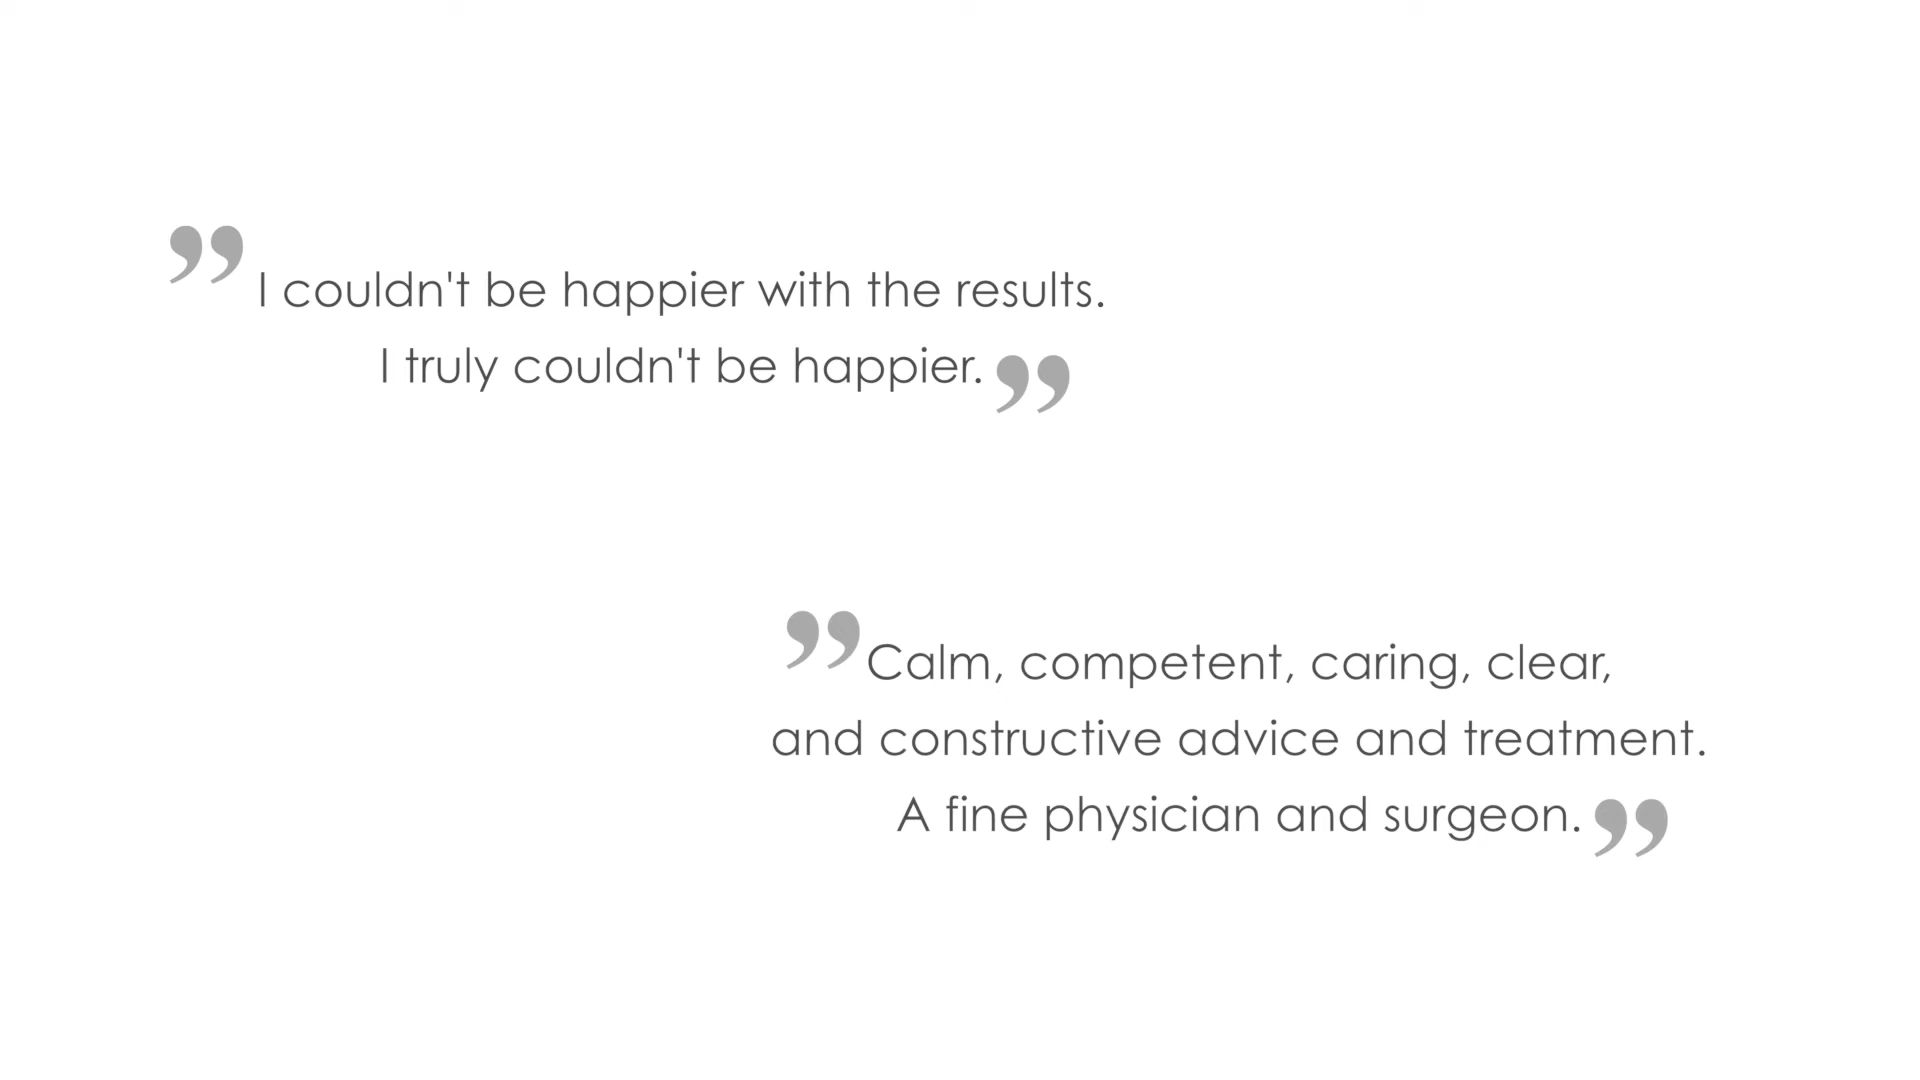 ”I couldn't be happier with the results.
I truly couldn't be happier.”
”Calm, competent, caring, clear,
and constructive advice and treatment.
A fine physician and surgeon.”